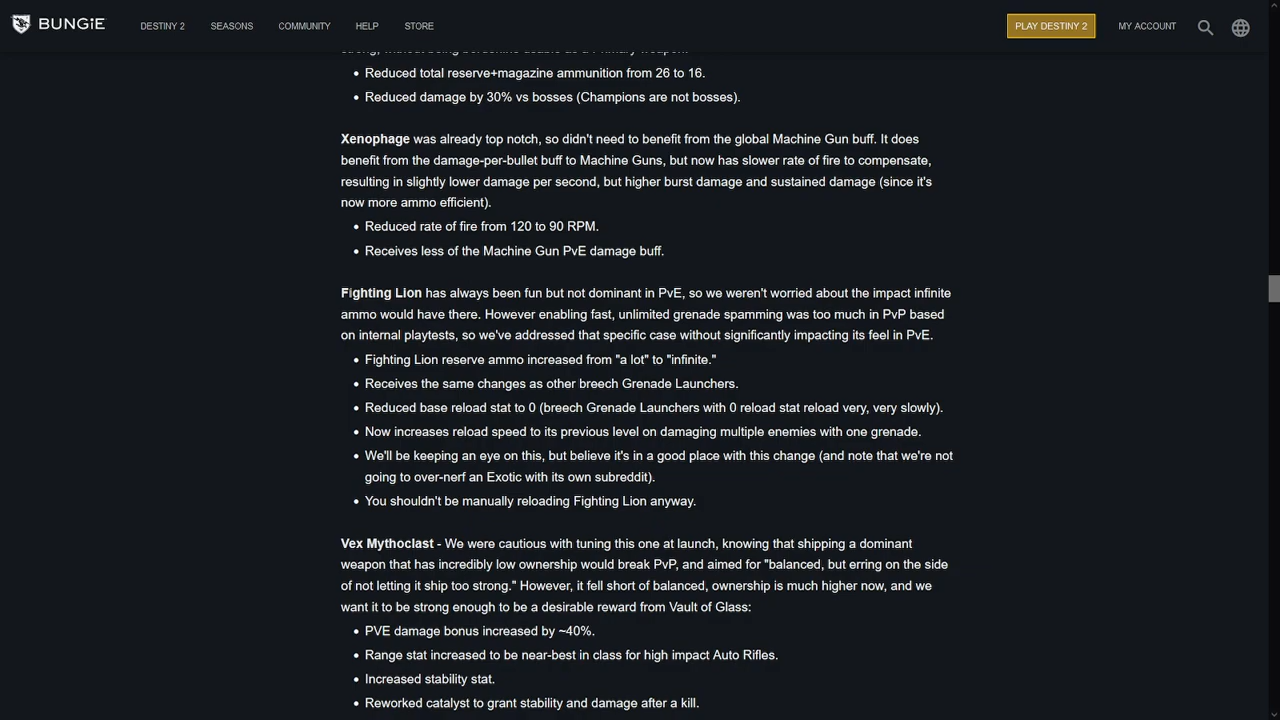 BUNGIE
DESTINY 2
SEASONS
COMMUNITY
HELP
STORE
PLAY DESTINY 2
MY ACCOUNT
strong, without being borderline usable as a Primary weapon.
• Reduced total reserve+magazine ammunition from 26 to 16.
• Reduced damage by 30% vs bosses (Champions are not bosses).
Xenophage was already top notch, so didn't need to benefit from the global Machine Gun buff. It does
benefit from the damage-per-bullet buff to Machine Guns, but now has slower rate of fire to compensate,
resulting in slightly lower damage per second, but higher burst damage and sustained damage (since it's
now more ammo efficient).
• Reduced rate of fire from 120 to 90 RPM.
• Receives less of the Machine Gun PvE damage buff.
Fighting Lion has always been fun but not dominant in PvE, so we weren't worried about the impact infinite
ammo would have there. However enabling fast, unlimited grenade spamming was too much in PvP based
on internal playtests, so we've addressed that specific case without significantly impacting its feel in PvE.
• Fighting Lion reserve ammo increased from "a lot" to "infinite."
• Receives the same changes as other breech Grenade Launchers.
• Reduced base reload stat to 0 (breech Grenade Launchers with 0 reload stat reload very, very slowly).
• Now increases reload speed to its previous level on damaging multiple enemies with one grenade.
• We'll be keeping an eye on this, but believe it's in a good place with this change (and note that we're not
going to over-nerf an Exotic with its own subreddit).
• You shouldn't be manually reloading Fighting Lion anyway.
Vex Mythoclast - We were cautious with tuning this one at launch, knowing that shipping a dominant
weapon that has incredibly low ownership would break PvP, and aimed for "balanced, but erring on the side
of not letting it ship too strong." However, it fell short of balanced, ownership is much higher now, and we
want it to be strong enough to be a desirable reward from Vault of Glass:
• PVE damage bonus increased by ~40%.
• Range stat increased to be near-best in class for high impact Auto Rifles.
• Increased stability stat.
• Reworked catalyst to grant stability and damage after a kill.